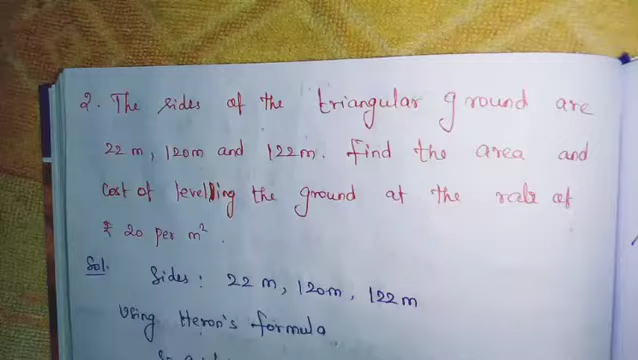 2. The sides of the triangular ground are
22 m, 120m and 122m. Find the area and
cost of levelling the ground at the rate of
₹ 20 per m²
Sol. Sides: 22 m, 120m, 122m
Using Heron's formula